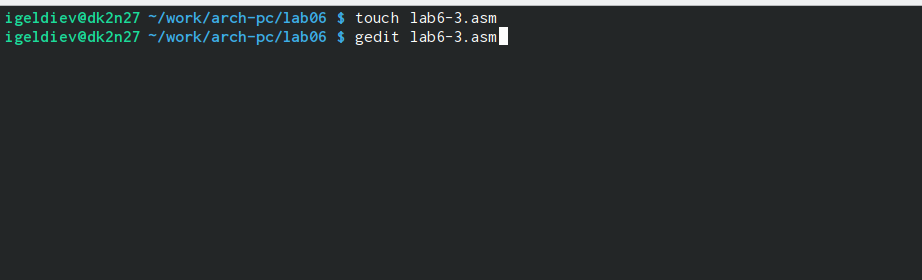 igeldiev@dk2n27 ~/work/arch-pc/lab06 $ touch lab6-3.asm
igeldiev@dk2n27 ~/work/arch-pc/lab06 $ gedit lab6-3.asm